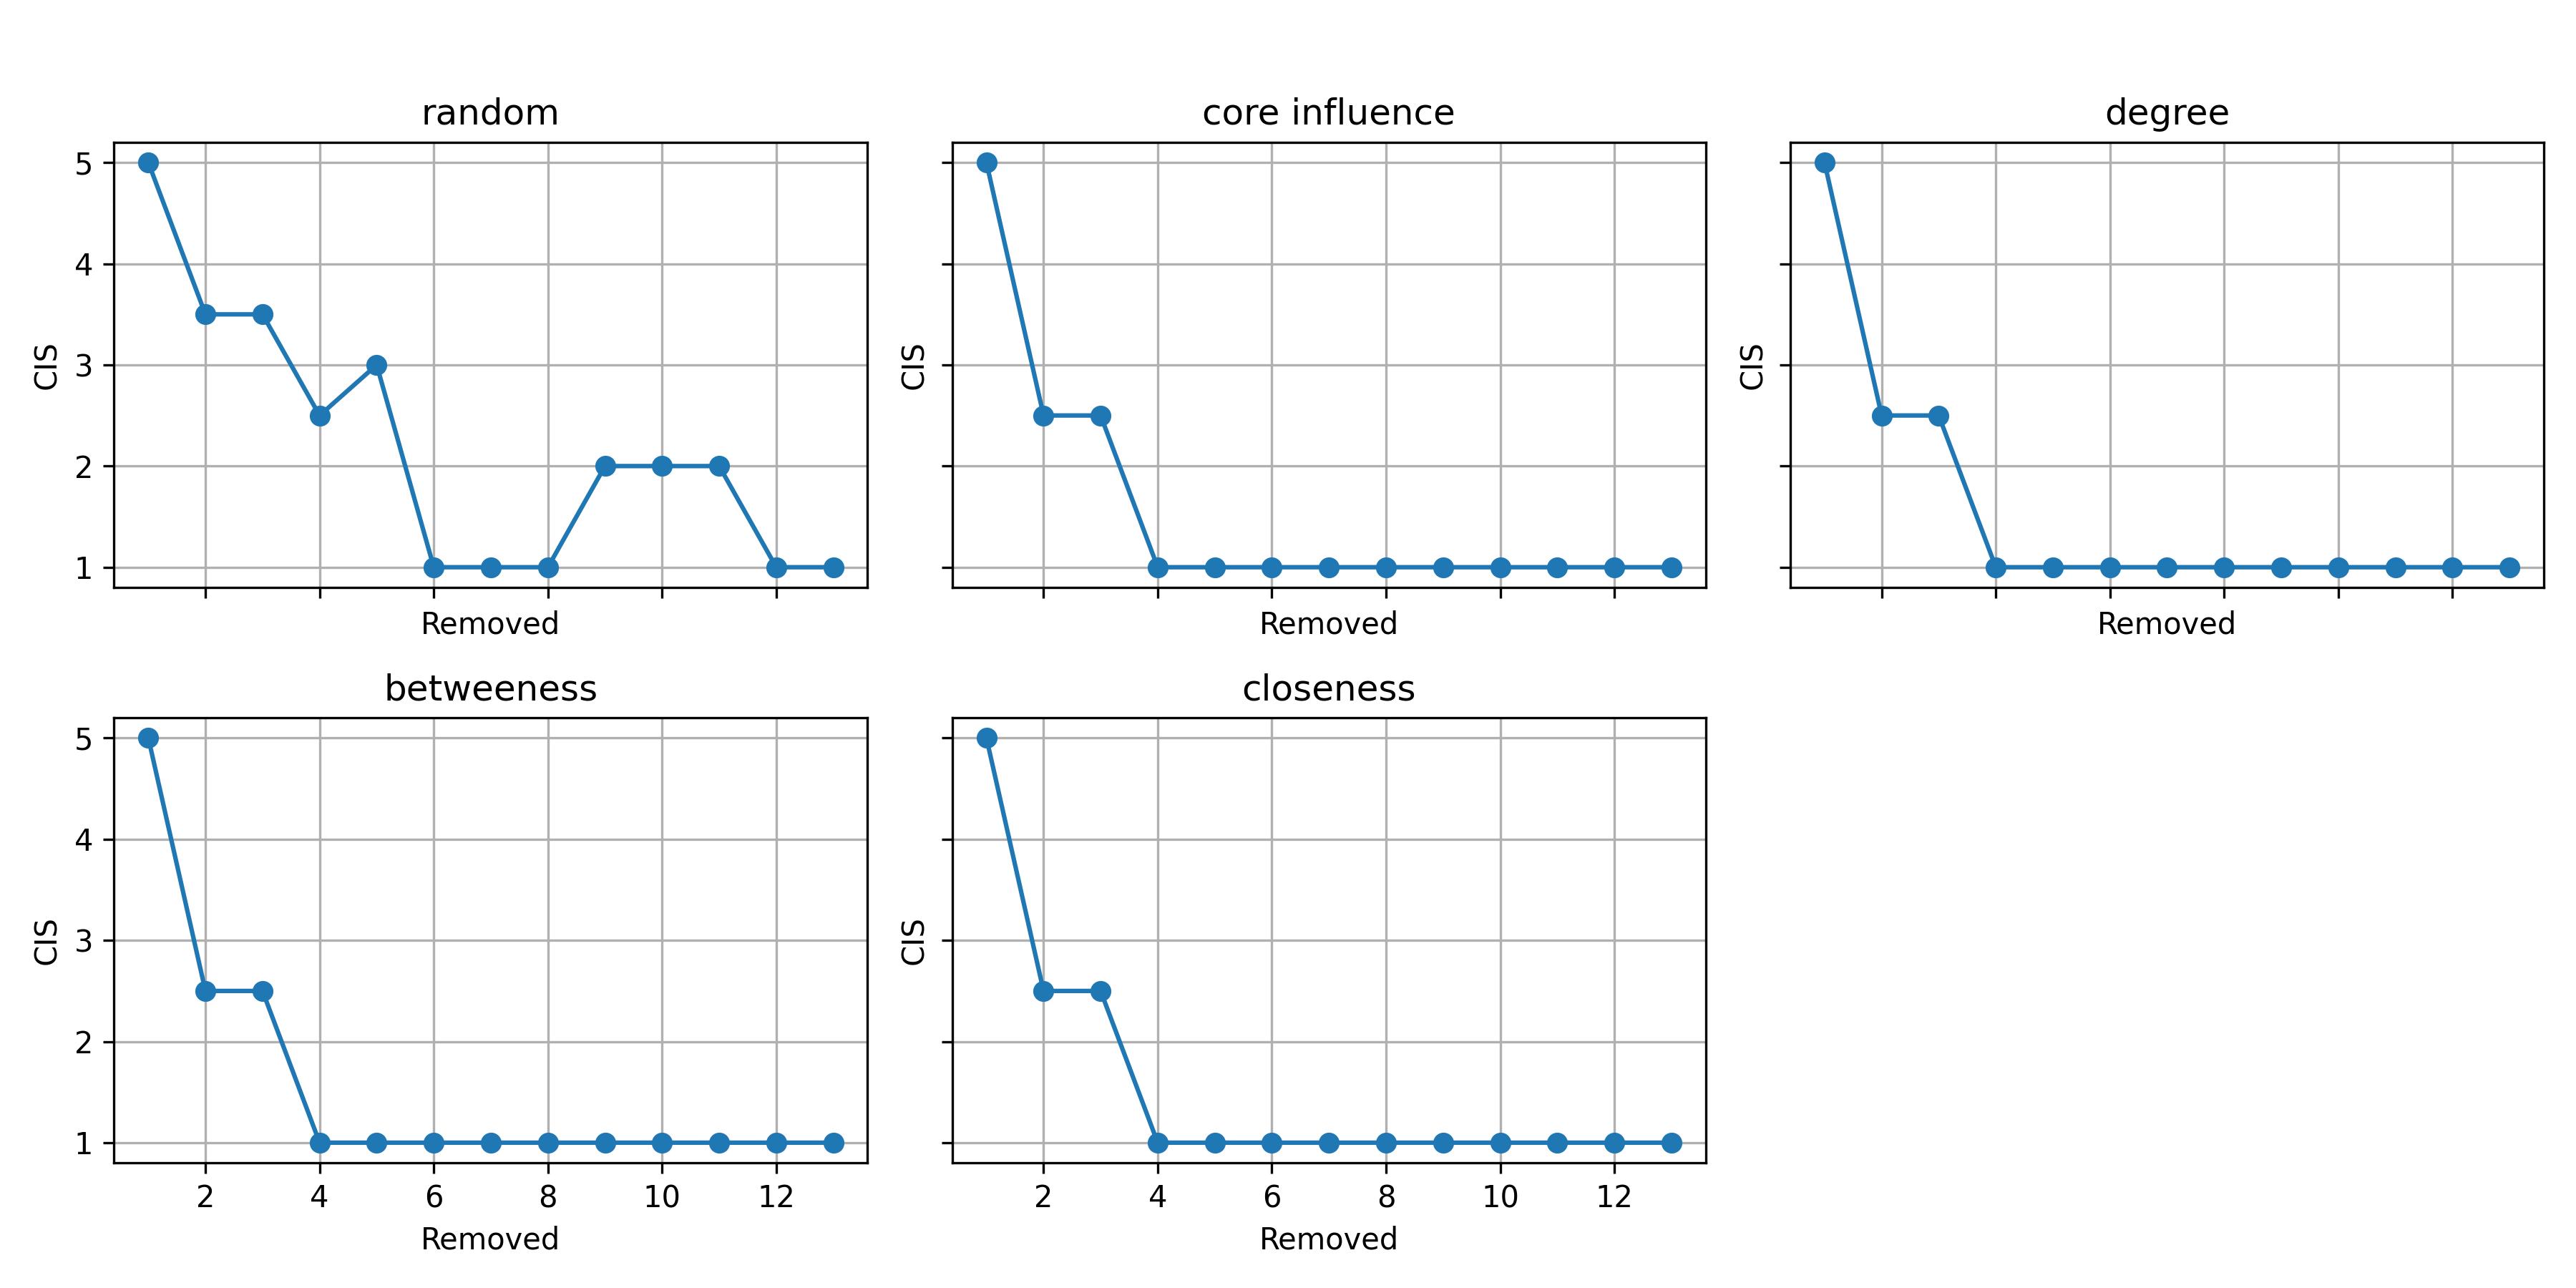 random
core influence
degree
5
4
3
2
1
CIS
CIS
CIS
Removed
Removed
Removed
betweeness
closeness
5
4
3
2
1
CIS
CIS
2 4 6 8 10 12
2 4 6 8 10 12
Removed
Removed